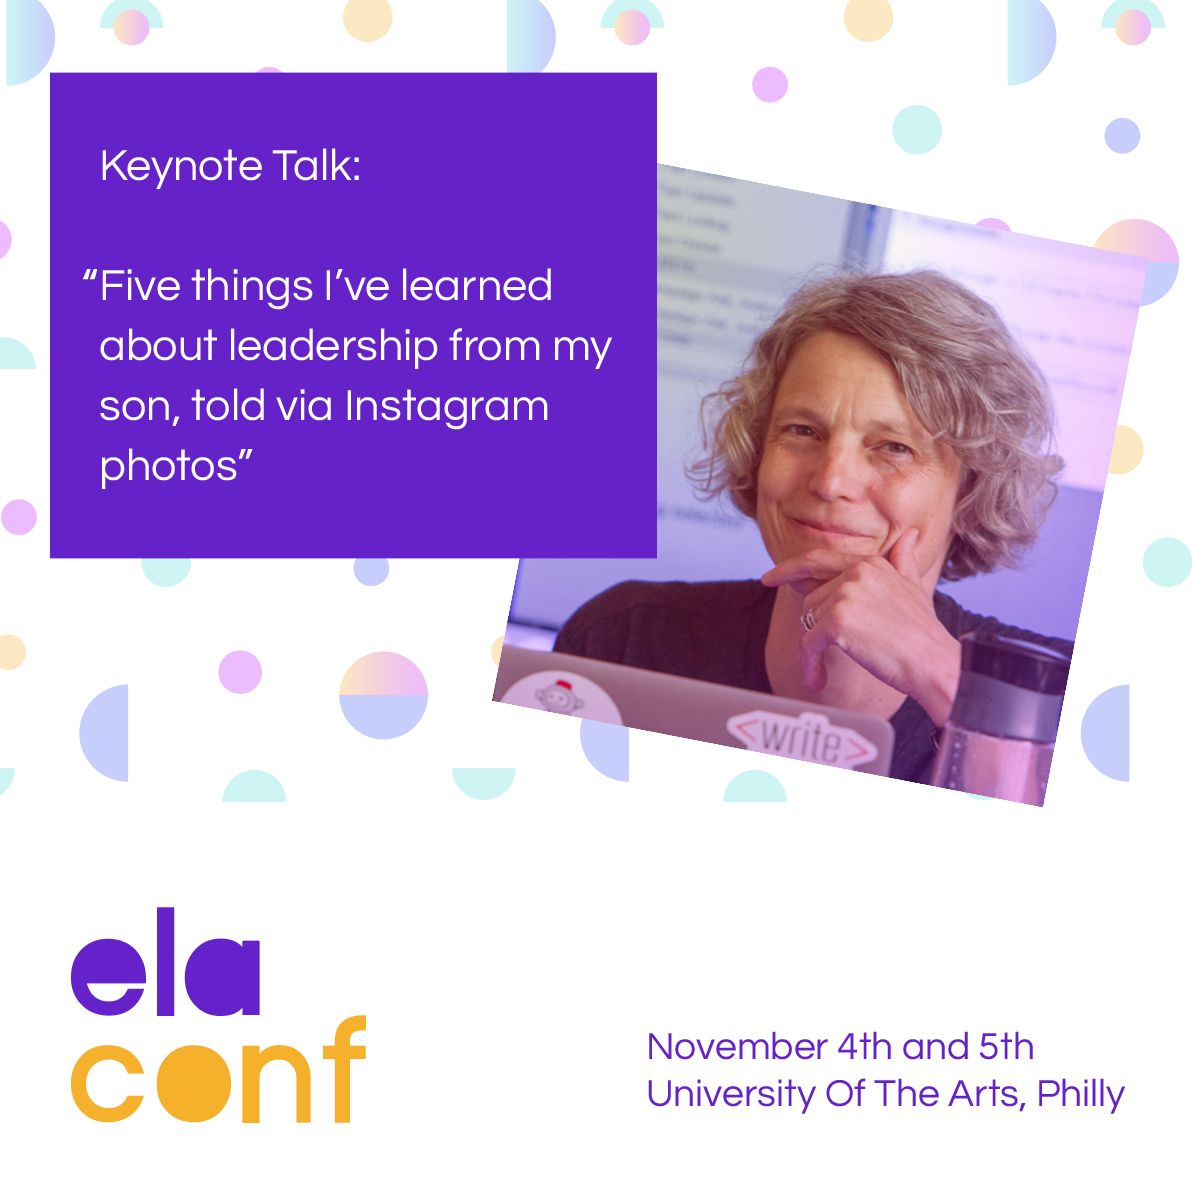 Keynote Talk:
“Five things I’ve learned
about leadership from my
son, told via Instagram
photos”
<write>
ela
conf
November 4th and 5th
University Of The Arts, Philly